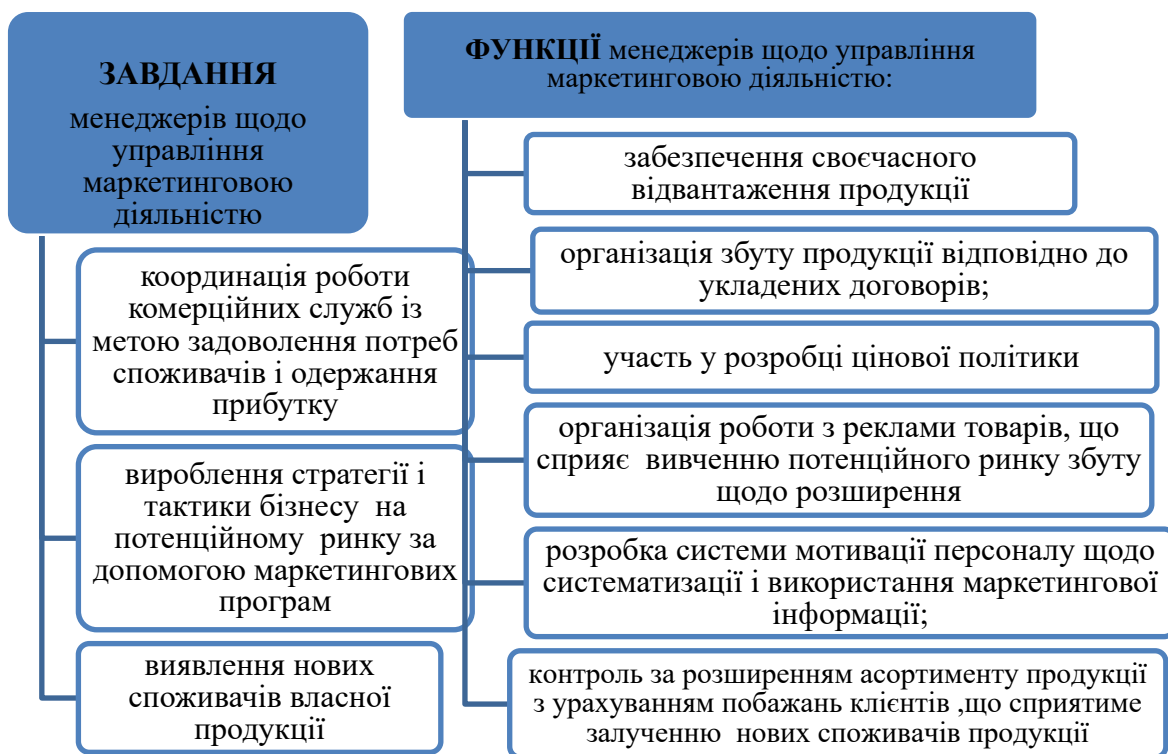 ЗАВДАННЯ
менеджерів щодо
управління
маркетинговою
діяльністю
координація роботи
комерційних служб із
метою задоволення потреб
споживачів і одержання
прибутку
вироблення стратегії і
тактики бізнесу на
потенційному ринку за
допомогою маркетингових
програм
виявлення нових
споживачів власної
продукції
ФУНКЦІЇ менеджерів щодо управління
маркетинговою діяльністю:
забезпечення своєчасного
відвантаження продукції
організація збуту продукції відповідно до
укладених договорів;
участь у розробці цінової політики
організація роботи з реклами товарів, що
сприяє вивченню потенційного ринку збуту
щодо розширення
розробка системи мотивації персоналу щодо
систематизації і використання маркетингової
інформації;
контроль за розширенням асортименту продукції
з урахуванням побажань клієнтів ,що сприятиме
залученню нових споживачів продукції